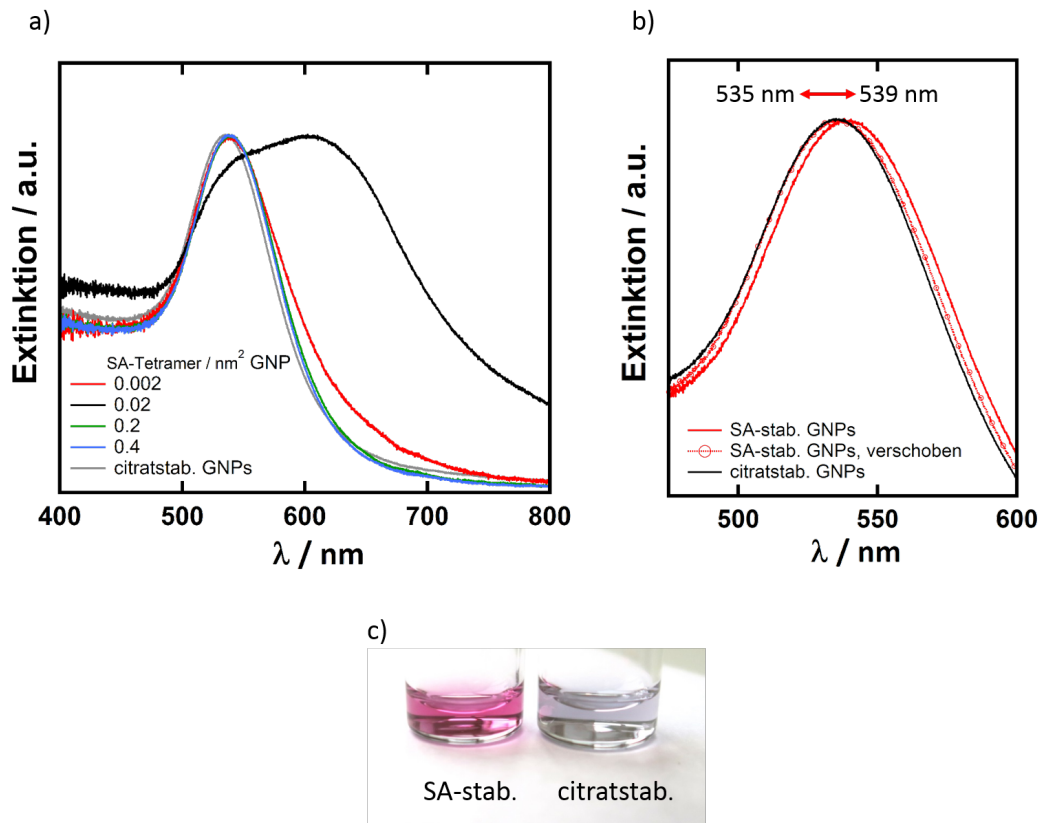 a)
Extinktion / a.u.
SA-Tetramer / nm² GNP
0.002
0.02
0.2
0.4
citratstab. GNPs
400 500 600 700 800
λ / nm
b)
535 nm 539 nm
Extinktion / a.u.
SA-stab. GNPs
SA-stab. GNPs, verschoben
citratstab. GNPs
500 550 600
λ / nm
c)
SA-stab. citratstab.